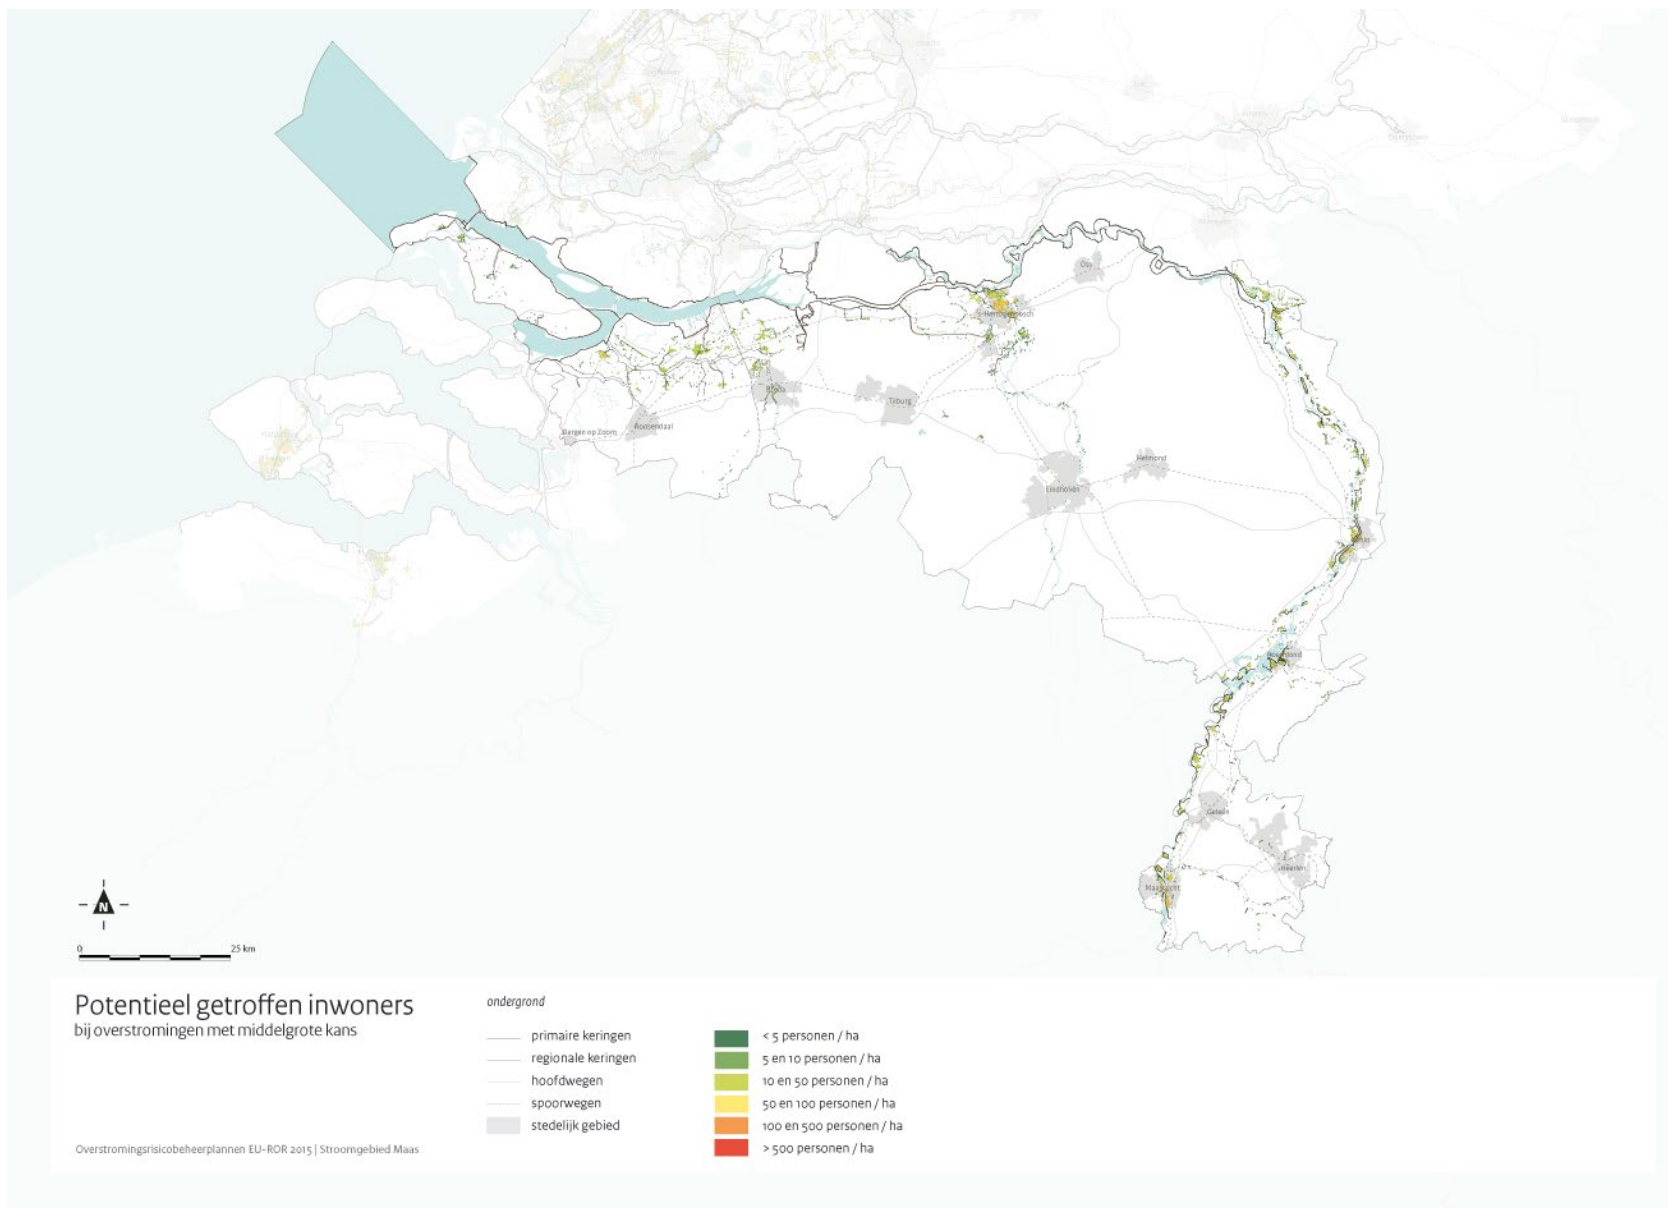 Oss
's-Hertogenbosch
Breda
Tilburg
Roosendaal
Bergen op Zoom
Helmond
Eindhoven
Venlo
Roermond
Geleen
Heerlen
Maastricht
N
0 25 km
Potentieel getroffen inwoners
bij overstromingen met middelgrote kans
ondergrond
primaire keringen
regionale keringen
hoofdwegen
spoorwegen
stedelijk gebied
< 5 personen / ha
5 en 10 personen / ha
10 en 50 personen / ha
50 en 100 personen / ha
100 en 500 personen / ha
> 500 personen / ha
Overstromingsrisicobeheerplannen EU-ROR 2015 | Stroomgebied Maas